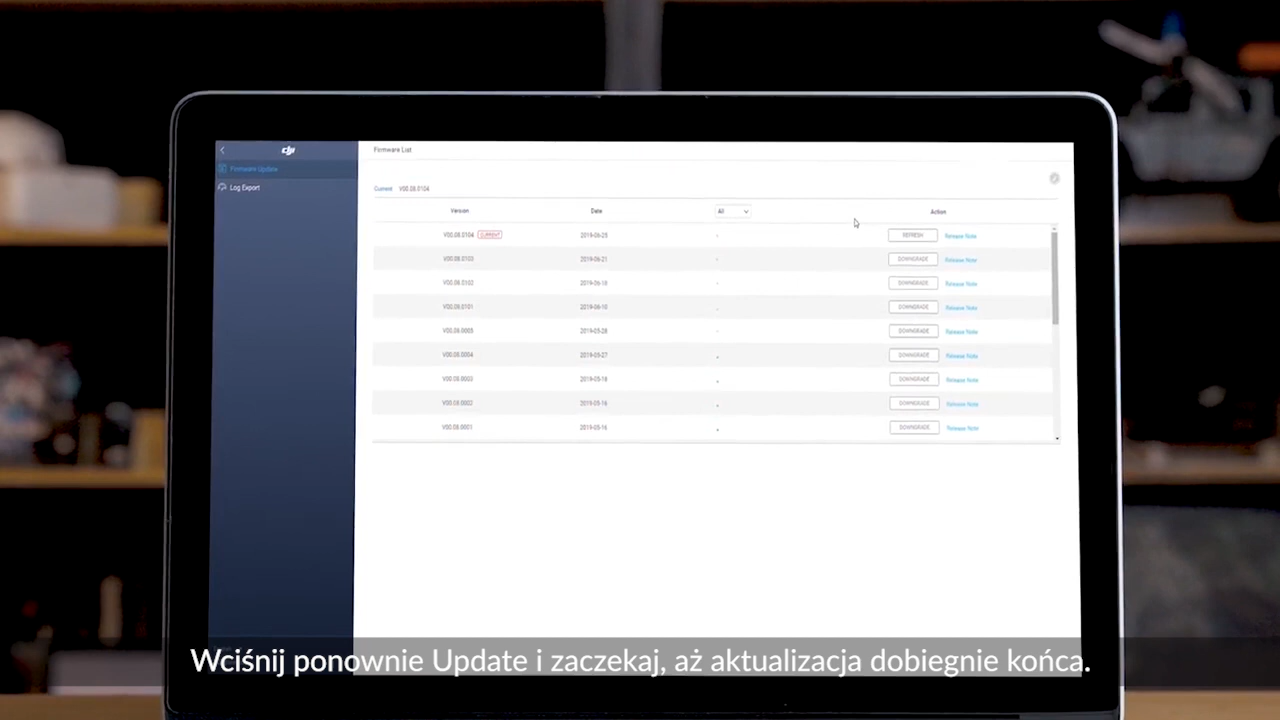 dji
Firmware List
Firmware Update
Log Export
Current V00.08.0104
Version Date All Action
V00.08.0104 CURRENT 2019-06-25 - REFRESH Release Note
V00.08.0103 2019-06-21 - DOWNGRADE Release Note
V00.08.0102 2019-06-18 - DOWNGRADE Release Note
V00.08.0101 2019-06-10 - DOWNGRADE Release Note
V00.08.0005 2019-05-28 - DOWNGRADE Release Note
V00.08.0004 2019-05-27 - DOWNGRADE Release Note
V00.08.0003 2019-05-18 - DOWNGRADE Release Note
V00.08.0002 2019-05-16 - DOWNGRADE Release Note
V00.08.0001 2019-05-16 - DOWNGRADE Release Note
Wciśnij ponownie Update i zaczekaj, aż aktualizacja dobiegnie końca.